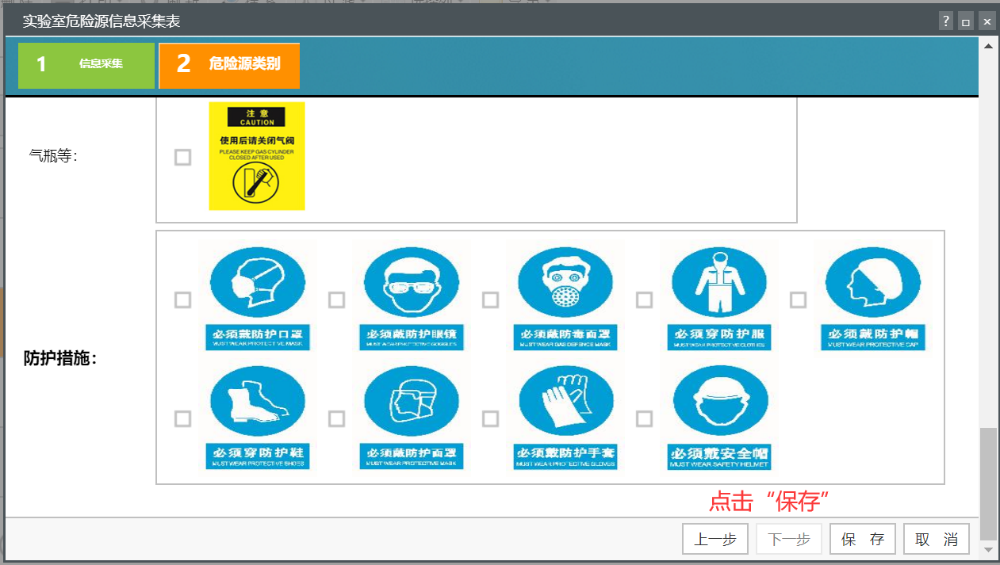 实验室危险源信息采集表
?
1 信息采集
2 危险源类别
注 意
CAUTION
使用后请关闭气阀
PLEASE KEEP GAS CYLINDER
CLOSED AFTER USED
气瓶等：
防护措施：
必须戴防护口罩
MUST WEAR PROTECTIVE MASK
必须戴防护眼镜
MUST WEAR PROTECTIVE GOGGLES
必须戴防毒面罩
MUST WEAR GAS DEFENCE MASK
必须穿防护服
MUST WEAR PROTECTIVE CLOTHES
必须戴防护帽
MUST WEAR PROTECTIVE CAP
必须穿防护鞋
MUST WEAR PROTECTIVE SHOES
必须戴防护面罩
MUST WEAR PROTECTIVE MASK
必须戴防护手套
MUST WEAR PROTECTIVE GLOVES
必须戴安全帽
MUST WEAR SAFETY HELMET
点击“保存”
上一步 下一步 保 存 取 消